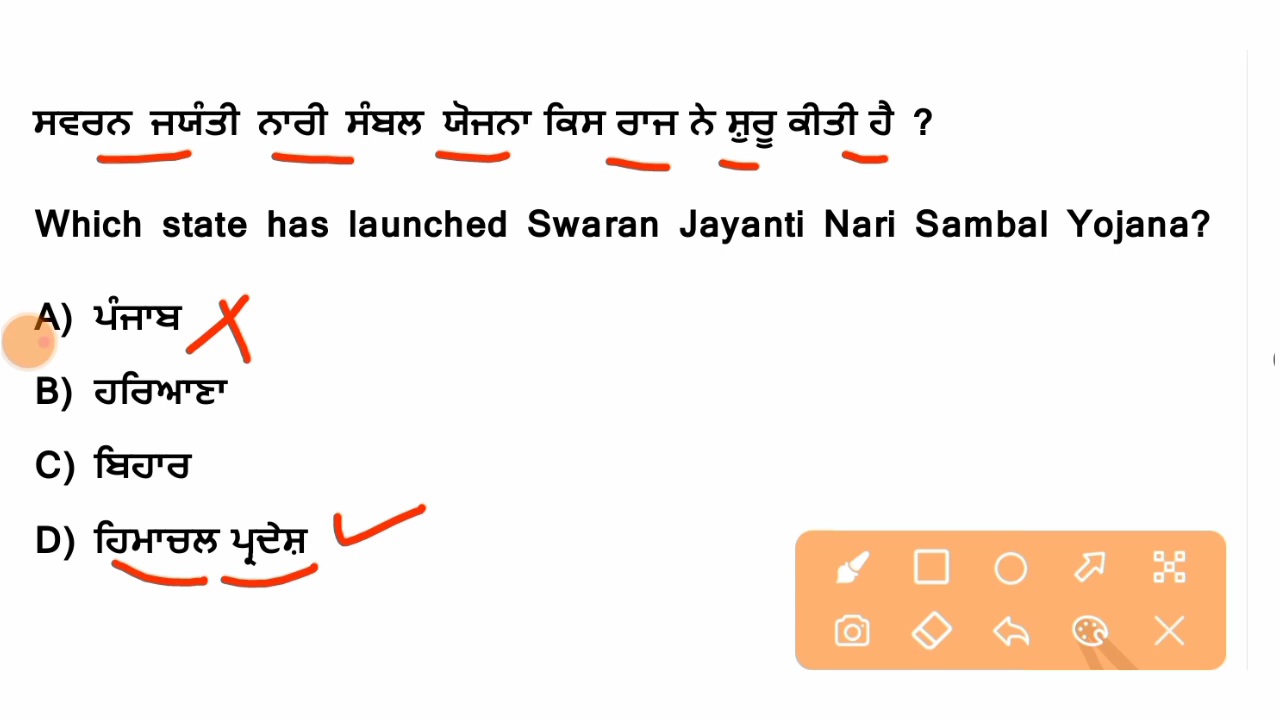 ਸਵਰਨ ਜਯੰਤੀ ਨਾਰੀ ਸੰਬਲ ਯੋਜਨਾ ਕਿਸ ਰਾਜ ਨੇ ਸ਼ੁਰੂ ਕੀਤੀ ਹੈ ?
Which state has launched Swaran Jayanti Nari Sambal Yojana?
A) ਪੰਜਾਬ
B) ਹਰਿਆਣਾ
C) ਬਿਹਾਰ
D) ਹਿਮਾਚਲ ਪ੍ਰਦੇਸ਼